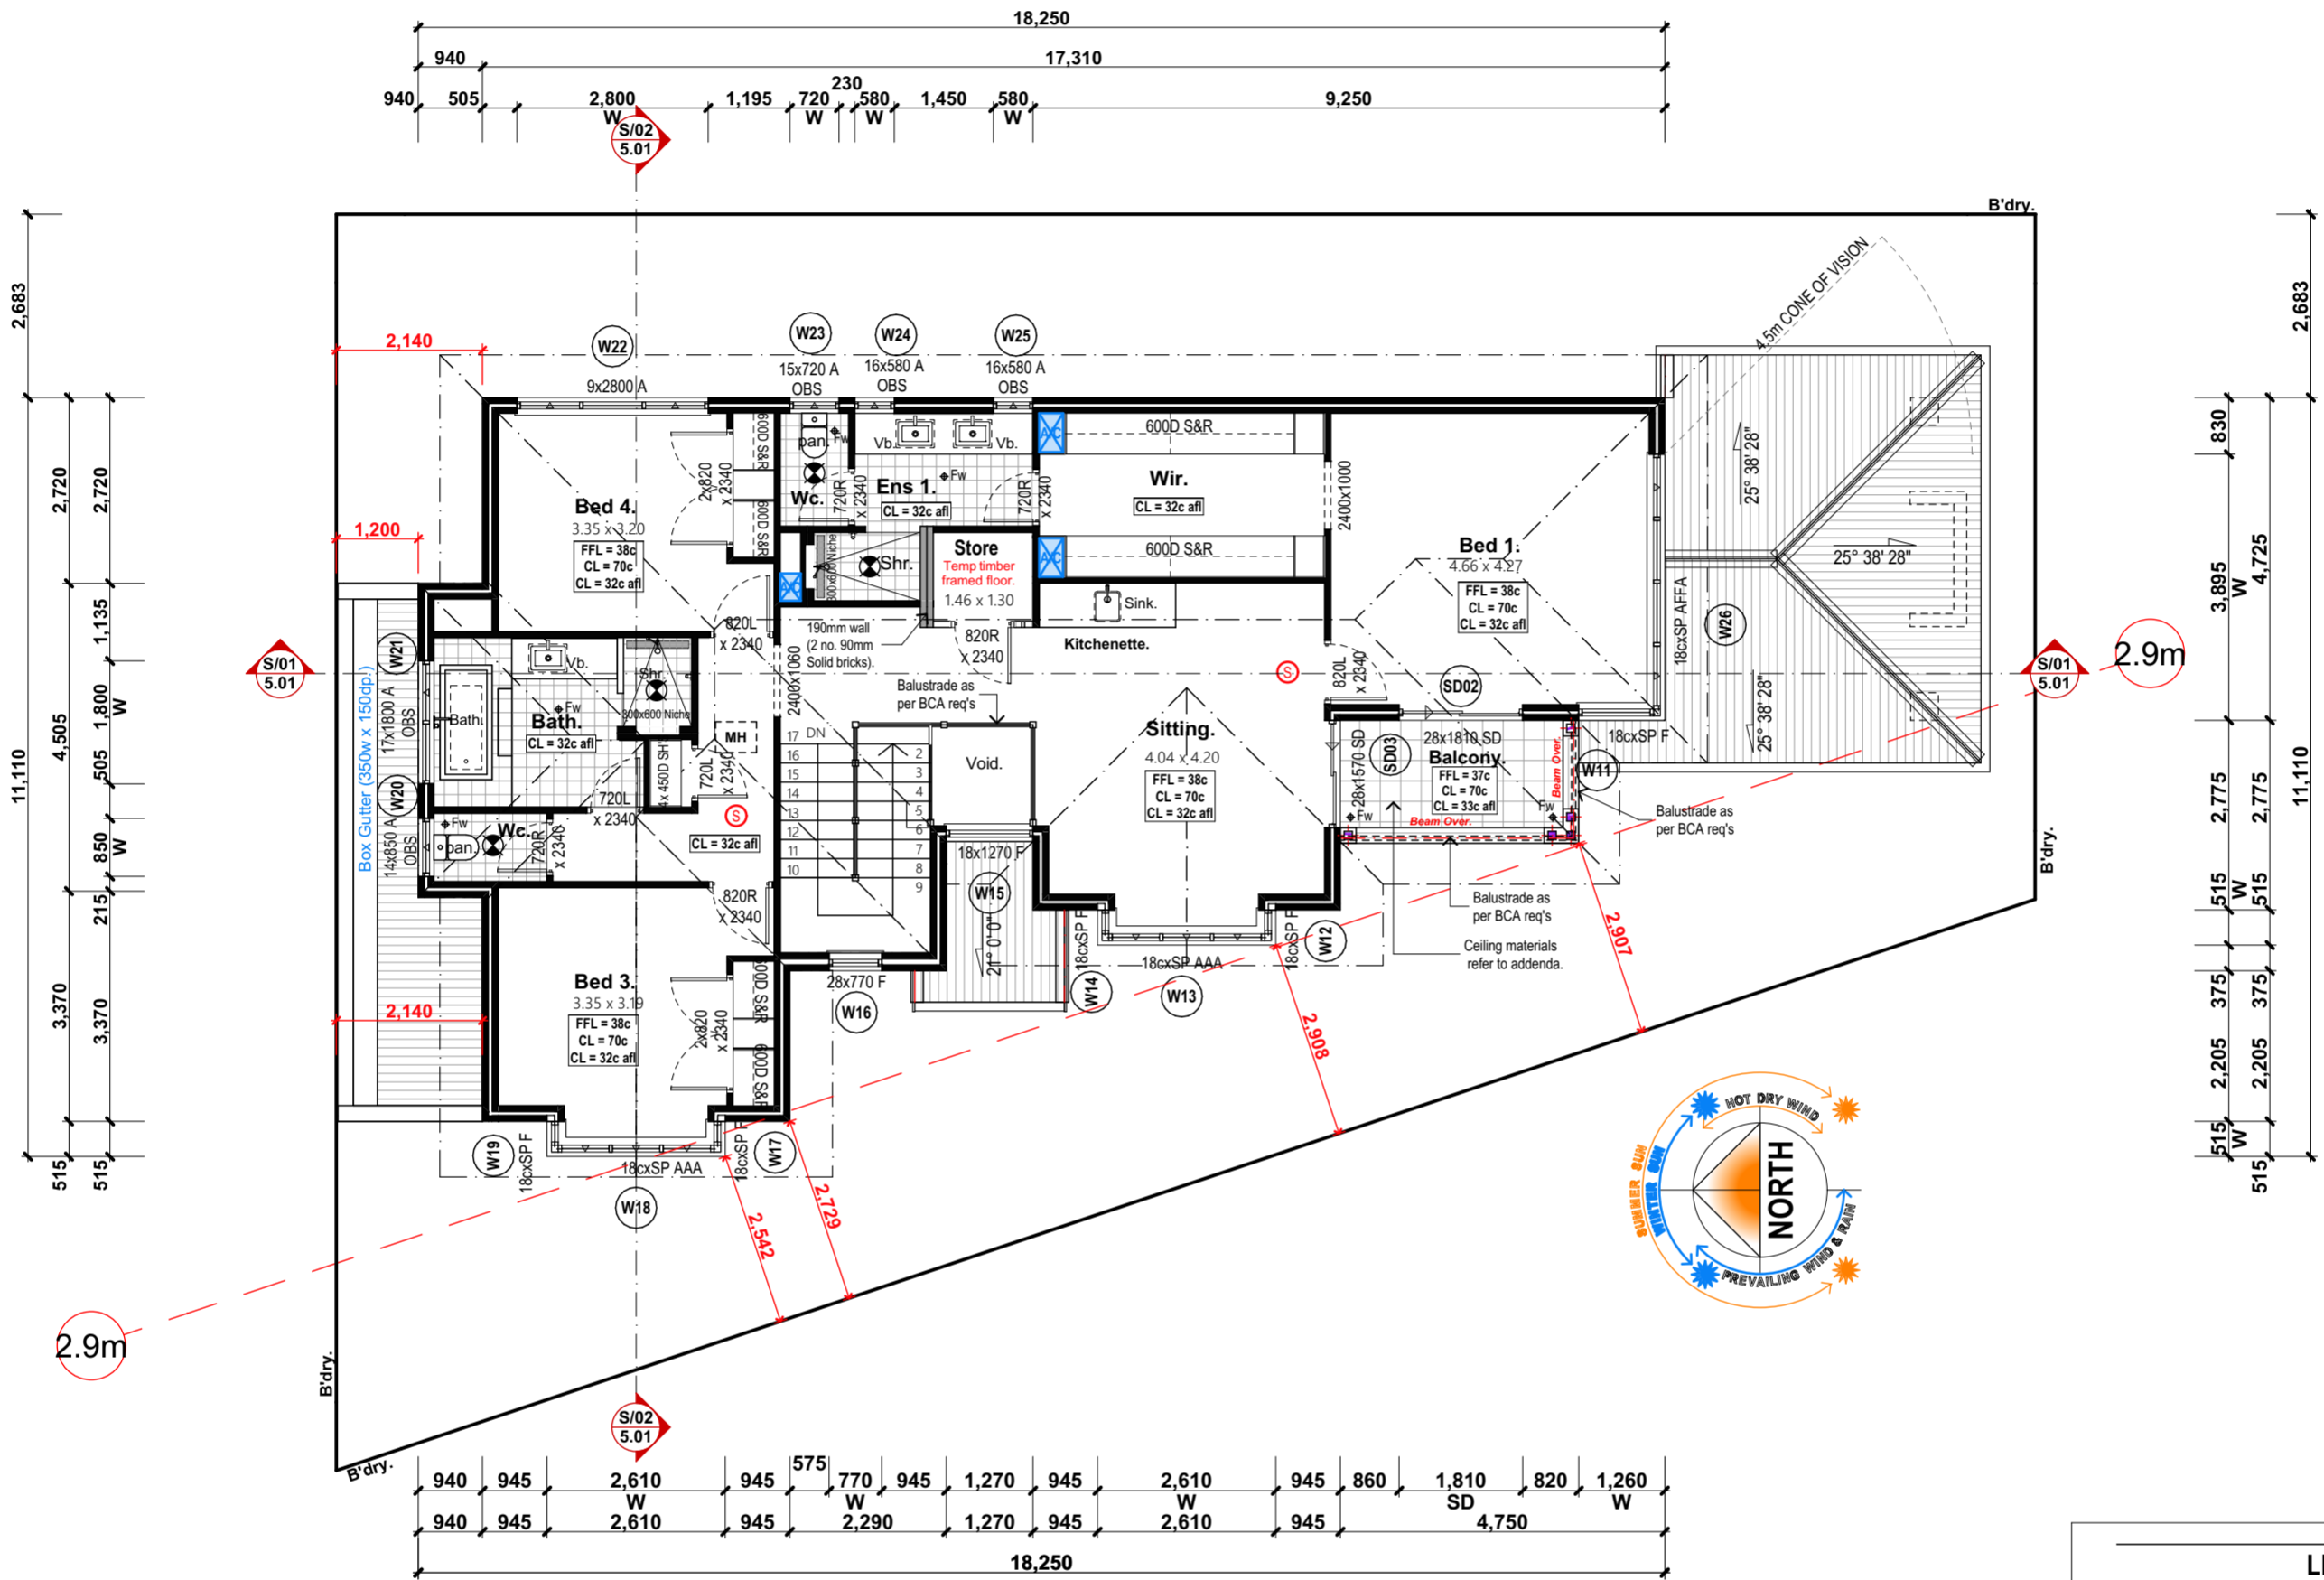 18,250
940 17,310
230
940 505 2,800 1,195 720 580 1,450 580 9,250
W W W W
S/02
5.01
B'dry.
4.5m CONE OF VISION
2,683
2,683
2,140
W22
W23
W24
W25
9x2800 A
15x720 A
OBS
16x580 A
OBS
16x580 A
OBS
11,110
2,720
2,720
4,505
1,135
1,800
W
505
850
W
215
3,370
3,370
515
515
830
3,895
W
4,725
11,110
2,775
2,775
515
W
515
375
375
2,205
2,205
515
W
515
1,200
Bed 4.
3.35 x 3.20
FFL = 38c
CL = 70c
CL = 32c afl
2x820
x 2340
600D S&R
600D S&R
pan.
Fw
Wc.
720R
x 2340
Vb.
Vb.
Fw
Ens 1.
CL = 32c afl
720R
x 2340
A/C
600D S&R
Wir.
CL = 32c afl
A/C
600D S&R
2400x1000
Bed 1.
4.66 x 4.27
FFL = 38c
CL = 70c
CL = 32c afl
18cxSP AFFA
W26
25° 38' 28"
25° 38' 28"
25° 38' 28"
A/C
300x600 Niche
Shr.
Store
Temp timber
framed floor.
1.46 x 1.30
190mm wall
(2 no. 90mm
Solid bricks).
820R
x 2340
Sink.
Kitchenette.
820L
x 2340
2400x1060
S/01
5.01
S/01
5.01
2.9m
W21
17x1800 A
OBS
Box Gutter (350w x 150dp.)
Vb.
Shr.
300x600 Niche
Bath.
Fw
Bath.
CL = 32c afl
MH
4x 450D SH'
720L
x 2340
720L
x 2340
W20
14x850 A
OBS
Fw
Wc.
pan.
720R
x 2340
S
CL = 32c afl
820R
x 2340
Balustrade as
per BCA req's
17 DN
16
15
14
13
12
11
10
2
3
4
5
6
7
8
9
Void.
18x1270 F
W15
21° 0' 0"
S
Sitting.
4.04 x 4.20
FFL = 38c
CL = 70c
CL = 32c afl
820L
x 2340
SD02
28x1810 SD
SD03
28x1570 SD
Balcony.
FFL = 37c
CL = 70c
CL = 33c afl
Fw
Fw
Beam Over.
Beam Over.
18cxSP F
W11
Balustrade as
per BCA req's
Balustrade as
per BCA req's
Ceiling materials
refer to addenda.
B'dry.
2,907
18cxSP F
W14
18cxSP AAA
W13
18cxSP F
W12
2,908
Bed 3.
3.35 x 3.19
FFL = 38c
CL = 70c
CL = 32c afl
2x820
x 2340
600D S&R
600D S&R
28x770 F
W16
2,140
W19
18cxSP F
18cxSP AAA
W18
18cxSP F
W17
2,542
2,729
2.9m
HOT DRY WIND
SUMMER SUN
WINTER SUN
NORTH
PREVAILING WIND & RAIN
B'dry.
B'dry.
S/02
5.01
575
940 945 2,610 945 770 945 1,270 945 2,610 945 860 1,810 820 1,260
W W W SD W
940 945 2,610 945 2,290 1,270 945 2,610 945 4,750
18,250